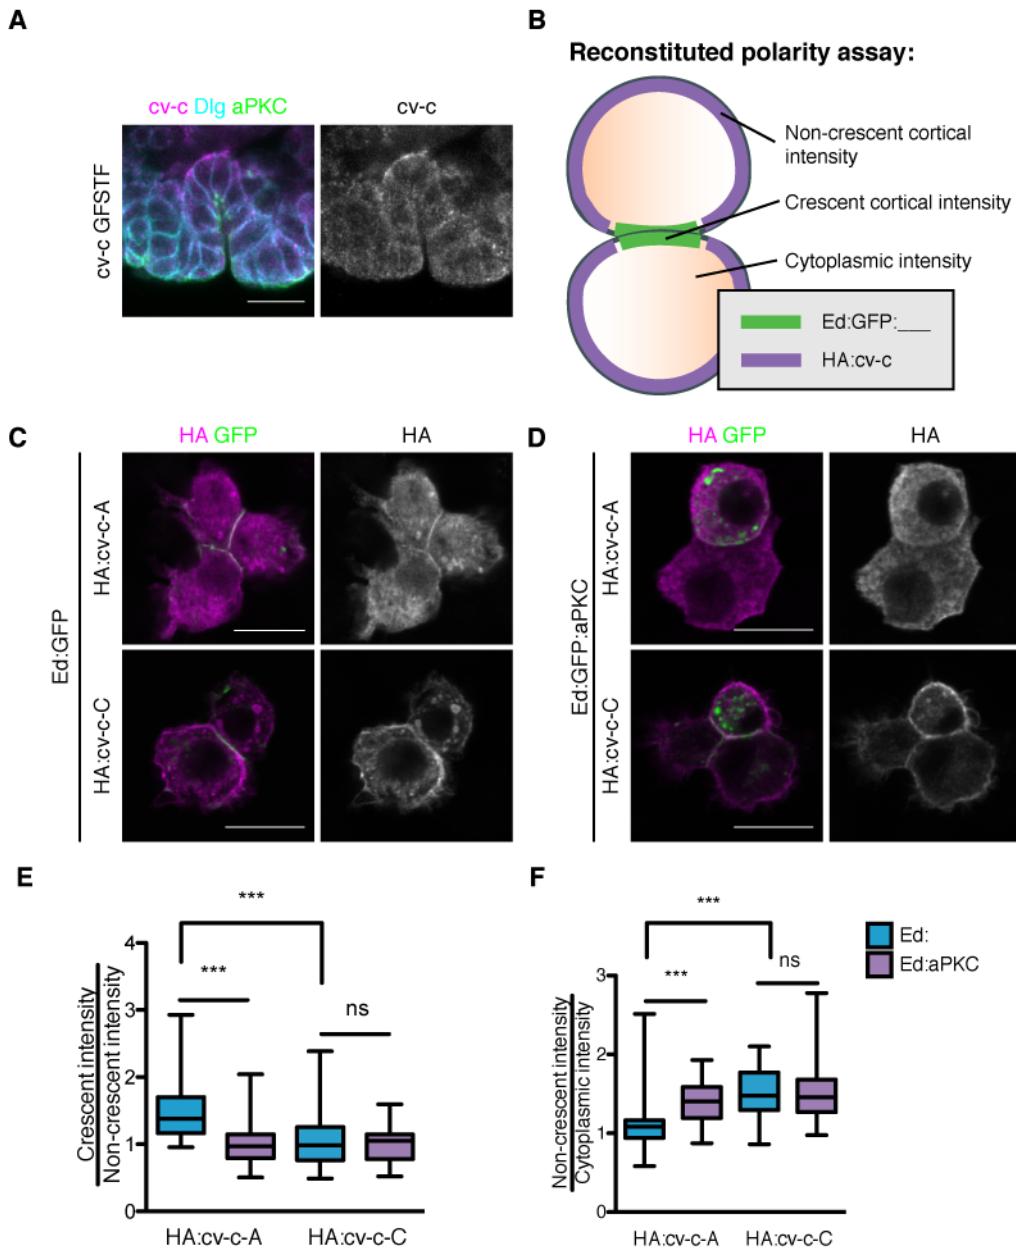 A
cv-c Dlg aPKC
cv-c
cv-c GFSTF
B
Reconstituted polarity assay:
Non-crescent cortical
intensity
Crescent cortical intensity
Cytoplasmic intensity
Ed:GFP:___
HA:cv-c
C
HA GFP
HA
Ed:GFP
HA:cv-c-A
HA:cv-c-C
D
HA GFP
HA
Ed:GFP:aPKC
HA:cv-c-A
HA:cv-c-C
E
Crescent intensity
Non-crescent intensity
4
3
2
1
0
***
***
ns
HA:cv-c-A
HA:cv-c-C
F
Non-crescent intensity
Cytoplasmic intensity
3
2
1
0
***
***
ns
HA:cv-c-A
HA:cv-c-C
Ed:
Ed:aPKC